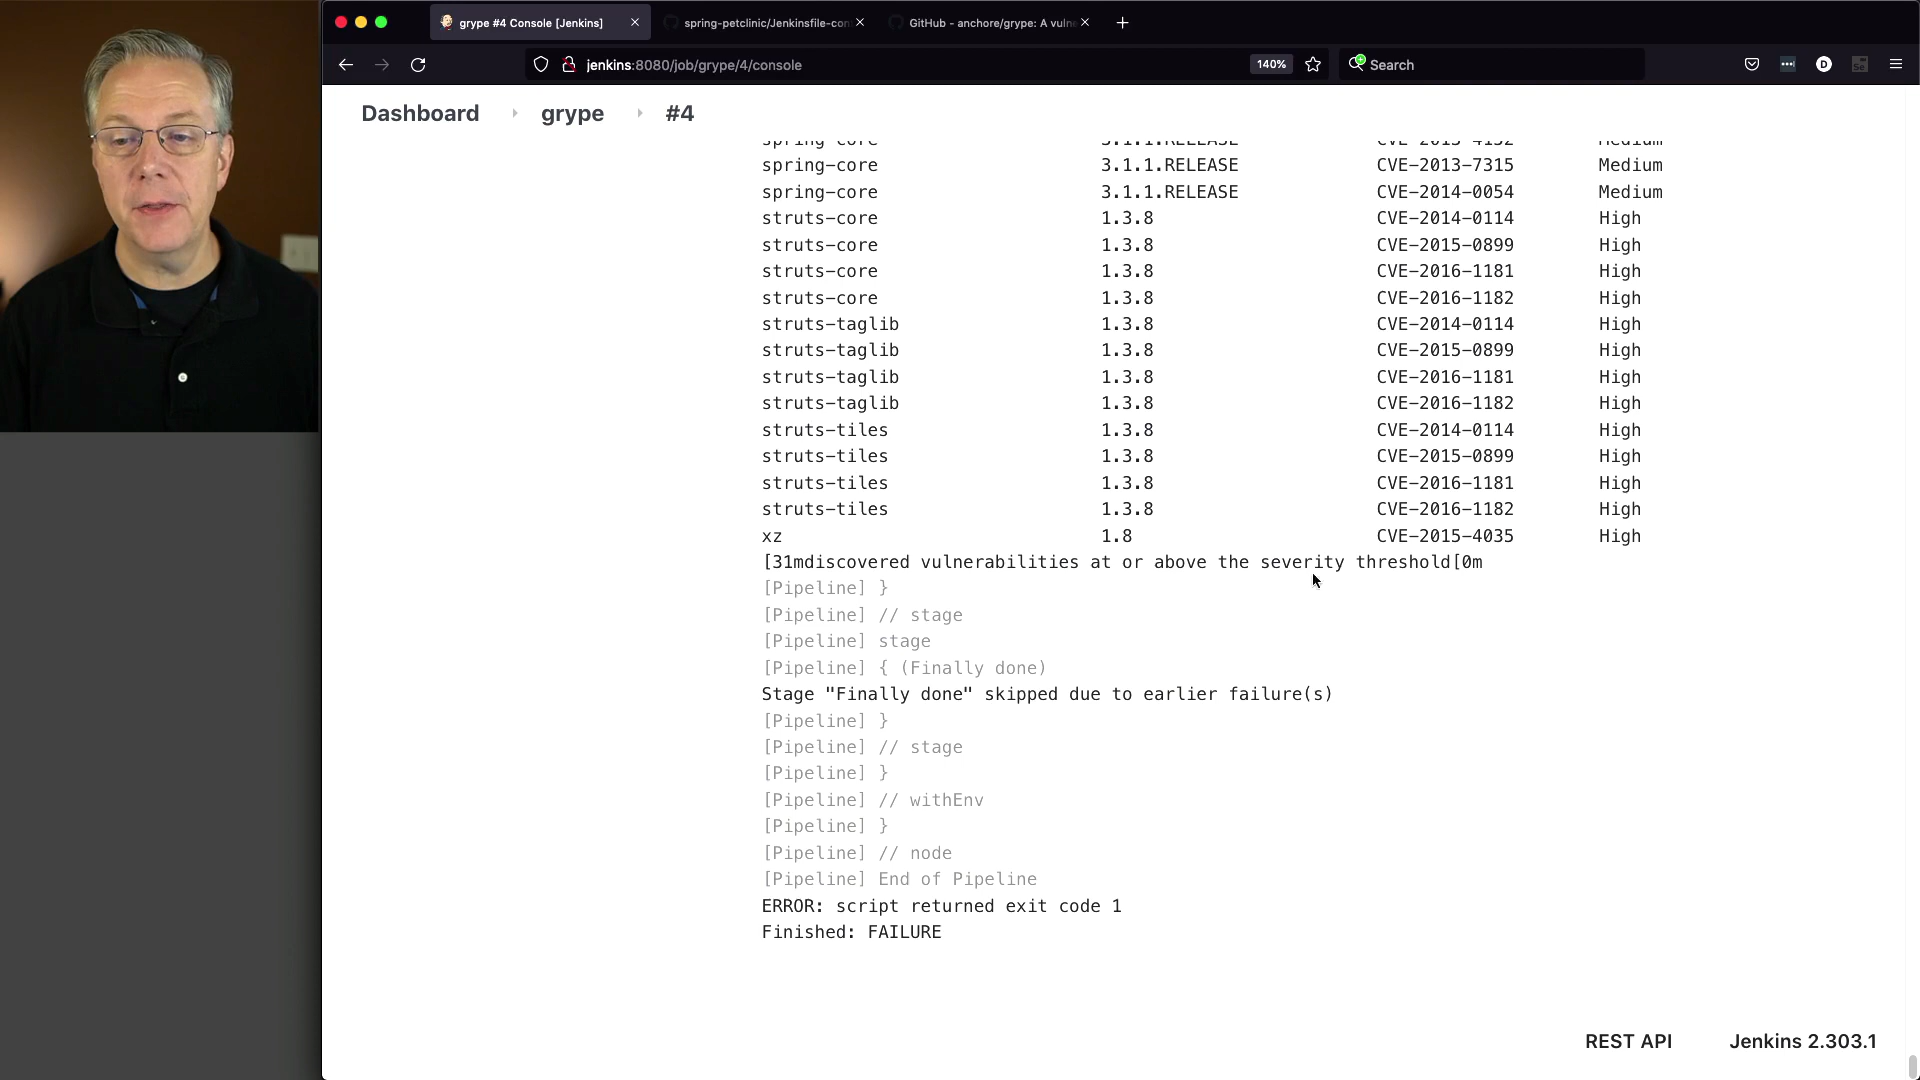 grype #4 Console [Jenkins]
spring-petclinic/Jenkinsfile-con
GitHub - anchore/grype: A vulne
jenkins:8080/job/grype/4/console
140%
Search
Dashboard
grype
#4
spring-core 3.1.1.RELEASE CVE-2013-4152 Medium
spring-core 3.1.1.RELEASE CVE-2013-7315 Medium
spring-core 3.1.1.RELEASE CVE-2014-0054 Medium
struts-core 1.3.8 CVE-2014-0114 High
struts-core 1.3.8 CVE-2015-0899 High
struts-core 1.3.8 CVE-2016-1181 High
struts-core 1.3.8 CVE-2016-1182 High
struts-taglib 1.3.8 CVE-2014-0114 High
struts-taglib 1.3.8 CVE-2015-0899 High
struts-taglib 1.3.8 CVE-2016-1181 High
struts-taglib 1.3.8 CVE-2016-1182 High
struts-tiles 1.3.8 CVE-2014-0114 High
struts-tiles 1.3.8 CVE-2015-0899 High
struts-tiles 1.3.8 CVE-2016-1181 High
struts-tiles 1.3.8 CVE-2016-1182 High
xz 1.8 CVE-2015-4035 High
[31mdiscovered vulnerabilities at or above the severity threshold[0m
[Pipeline] }
[Pipeline] // stage
[Pipeline] stage
[Pipeline] { (Finally done)
Stage "Finally done" skipped due to earlier failure(s)
[Pipeline] }
[Pipeline] // stage
[Pipeline] }
[Pipeline] // withEnv
[Pipeline] }
[Pipeline] // node
[Pipeline] End of Pipeline
ERROR: script returned exit code 1
Finished: FAILURE
REST API
Jenkins 2.303.1